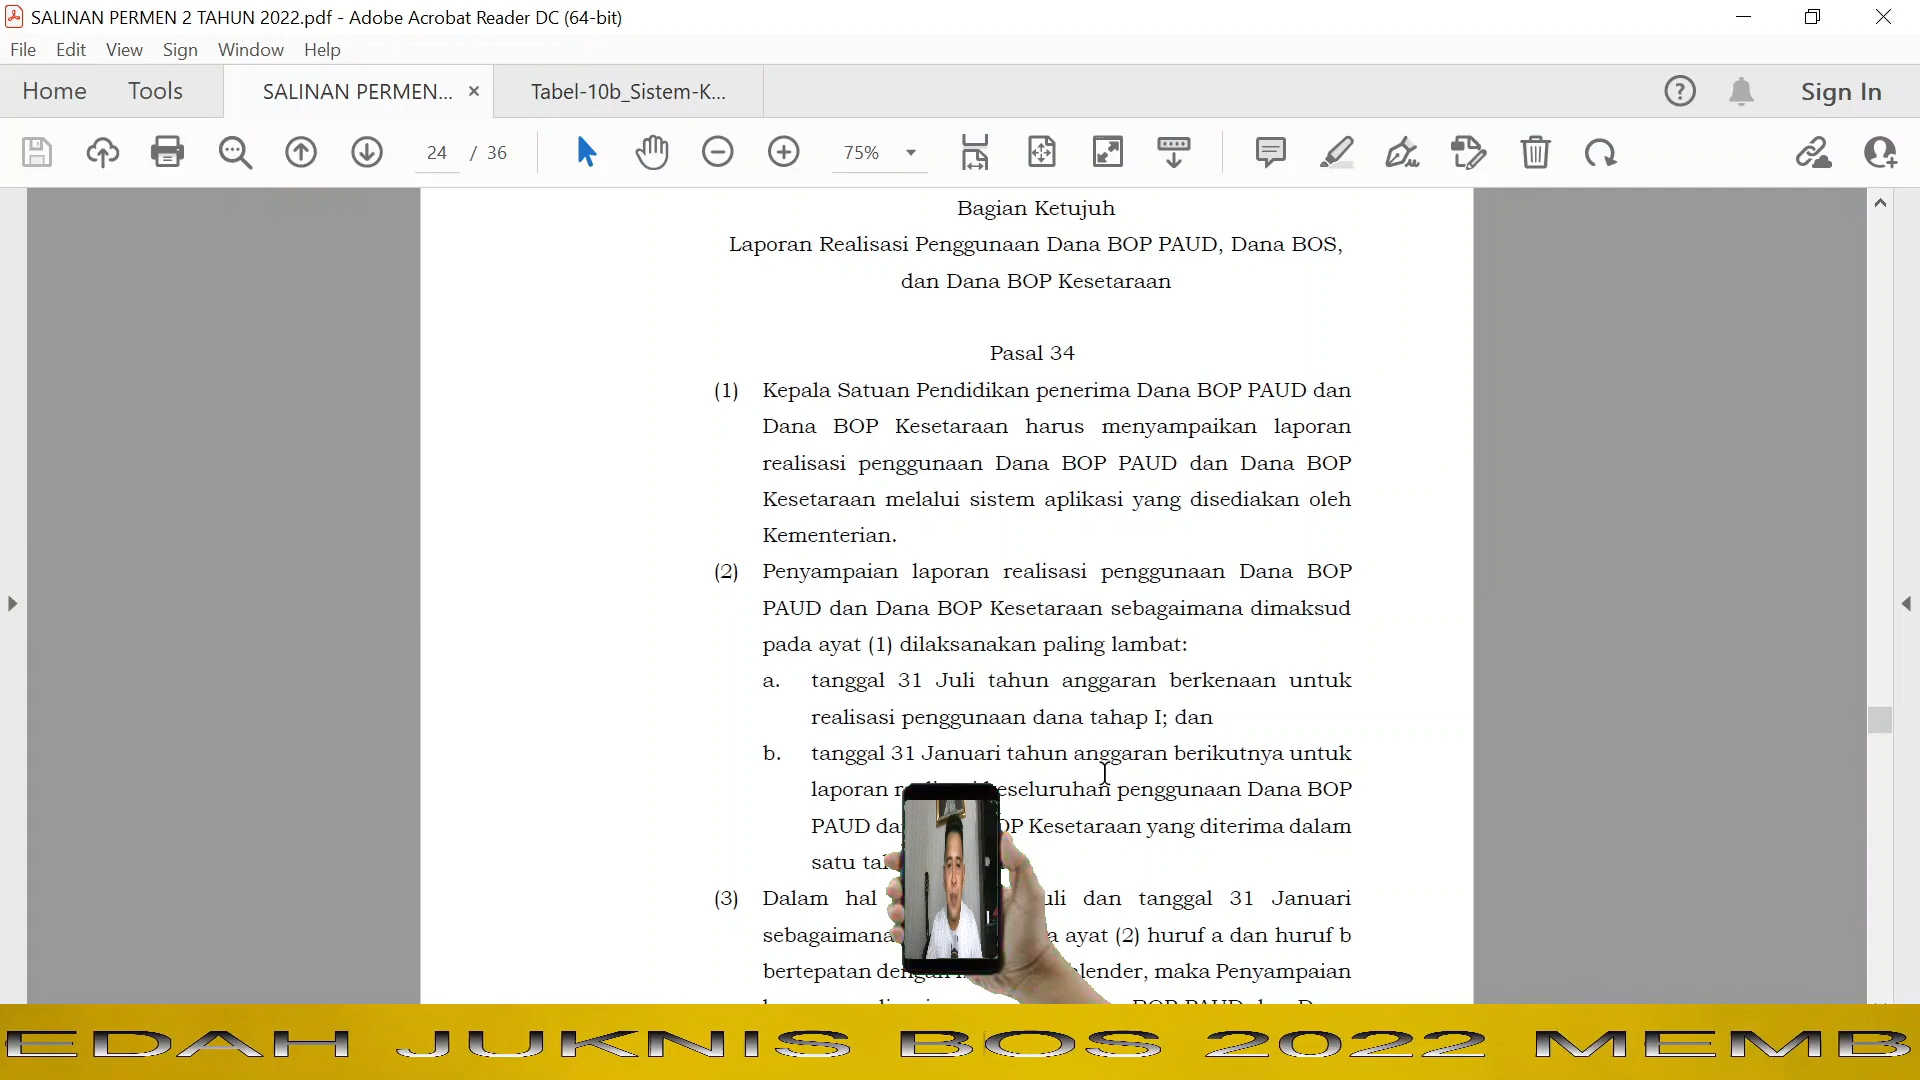 SALINAN PERMEN 2 TAHUN 2022.pdf - Adobe Acrobat Reader DC (64-bit)
File Edit View Sign Window Help
Home Tools SALINAN PERMEN... × Tabel-10b_Sistem-K... Sign In
24 / 36 75%
Bagian Ketujuh
Laporan Realisasi Penggunaan Dana BOP PAUD, Dana BOS,
dan Dana BOP Kesetaraan
Pasal 34
(1) Kepala Satuan Pendidikan penerima Dana BOP PAUD dan
Dana BOP Kesetaraan harus menyampaikan laporan
realisasi penggunaan Dana BOP PAUD dan Dana BOP
Kesetaraan melalui sistem aplikasi yang disediakan oleh
Kementerian.
(2) Penyampaian laporan realisasi penggunaan Dana BOP
PAUD dan Dana BOP Kesetaraan sebagaimana dimaksud
pada ayat (1) dilaksanakan paling lambat:
a. tanggal 31 Juli tahun anggaran berkenaan untuk
realisasi penggunaan dana tahap I; dan
b. tanggal 31 Januari tahun anggaran berikutnya untuk
laporan keseluruhan penggunaan Dana BOP
PAUD Kesetaraan yang diterima dalam
satu
(3) Dalam hal dan tanggal 31 Januari
sebagaimana ayat (2) huruf a dan huruf b
bertepatan maka Penyampaian
EDAH JUKNIS BOS 2022 MEMB